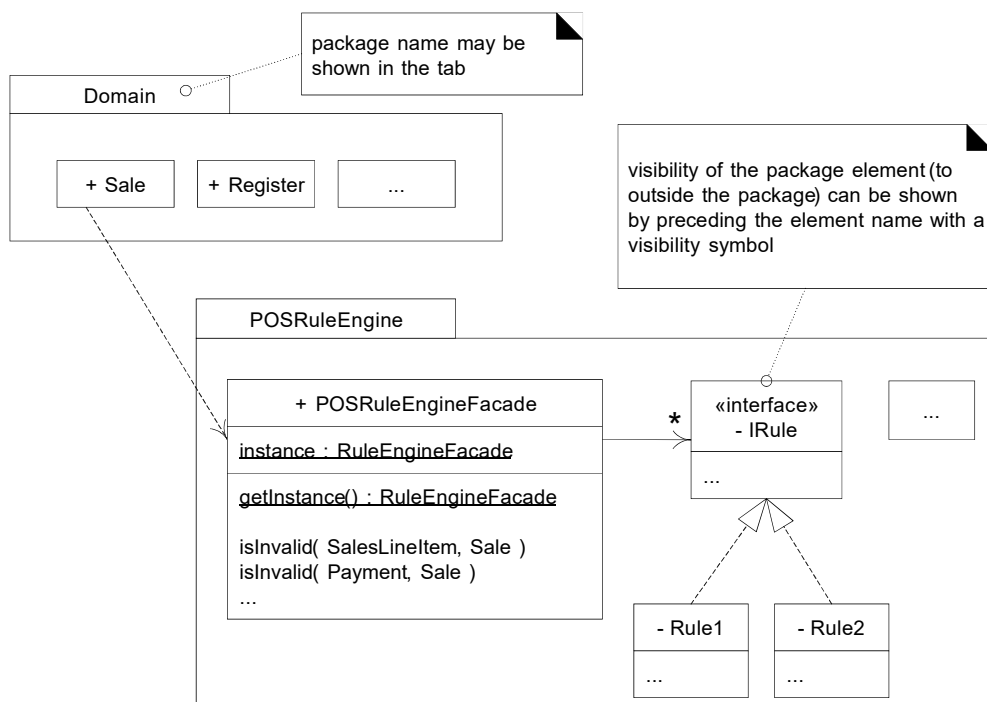 package name may be
shown in the tab
Domain
+ Sale
+ Register
...
visibility of the package element (to
outside the package) can be shown
by preceding the element name with a
visibility symbol
POSRuleEngine
+ POSRuleEngineFacade
instance : RuleEngineFacade
getInstance() : RuleEngineFacade
isInvalid( SalesLineItem, Sale )
isInvalid( Payment, Sale )
...
*
«interface»
- IRule
...
...
- Rule1
...
- Rule2
...